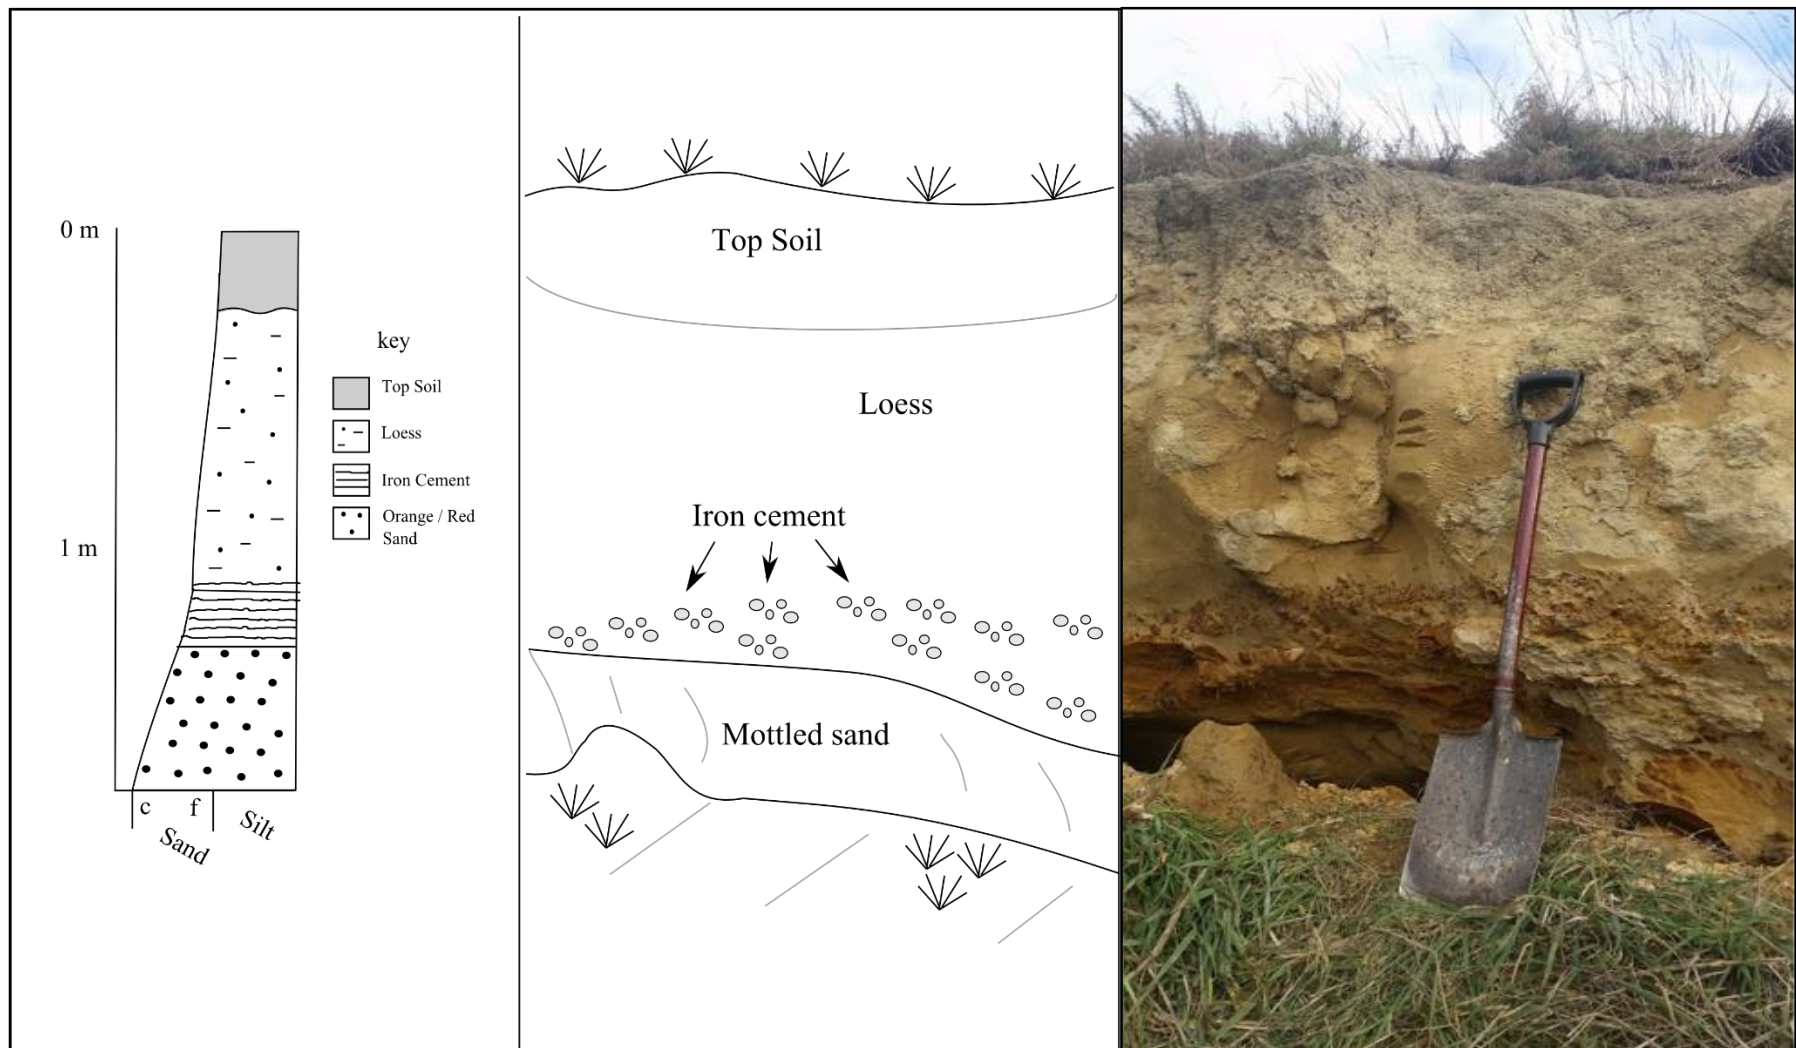 0 m
1 m
key
Top Soil
Loess
Iron Cement
Orange / Red
Sand
c
f
Sand
Silt
Top Soil
Loess
Iron cement
Mottled sand